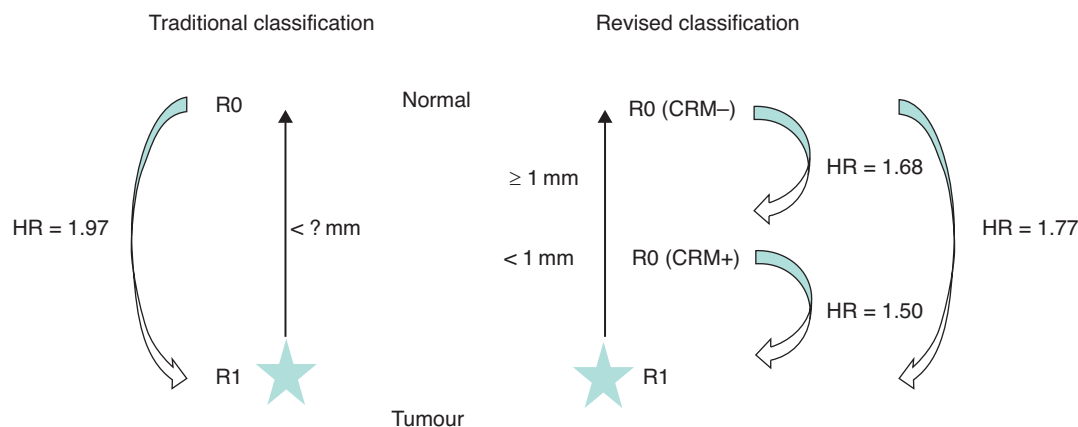 Traditional classification
Revised classification
R0
Normal
R0 (CRM–)
≥ 1 mm
HR = 1.68
HR = 1.97
< ? mm
HR = 1.77
< 1 mm
R0 (CRM+)
HR = 1.50
R1
R1
Tumour